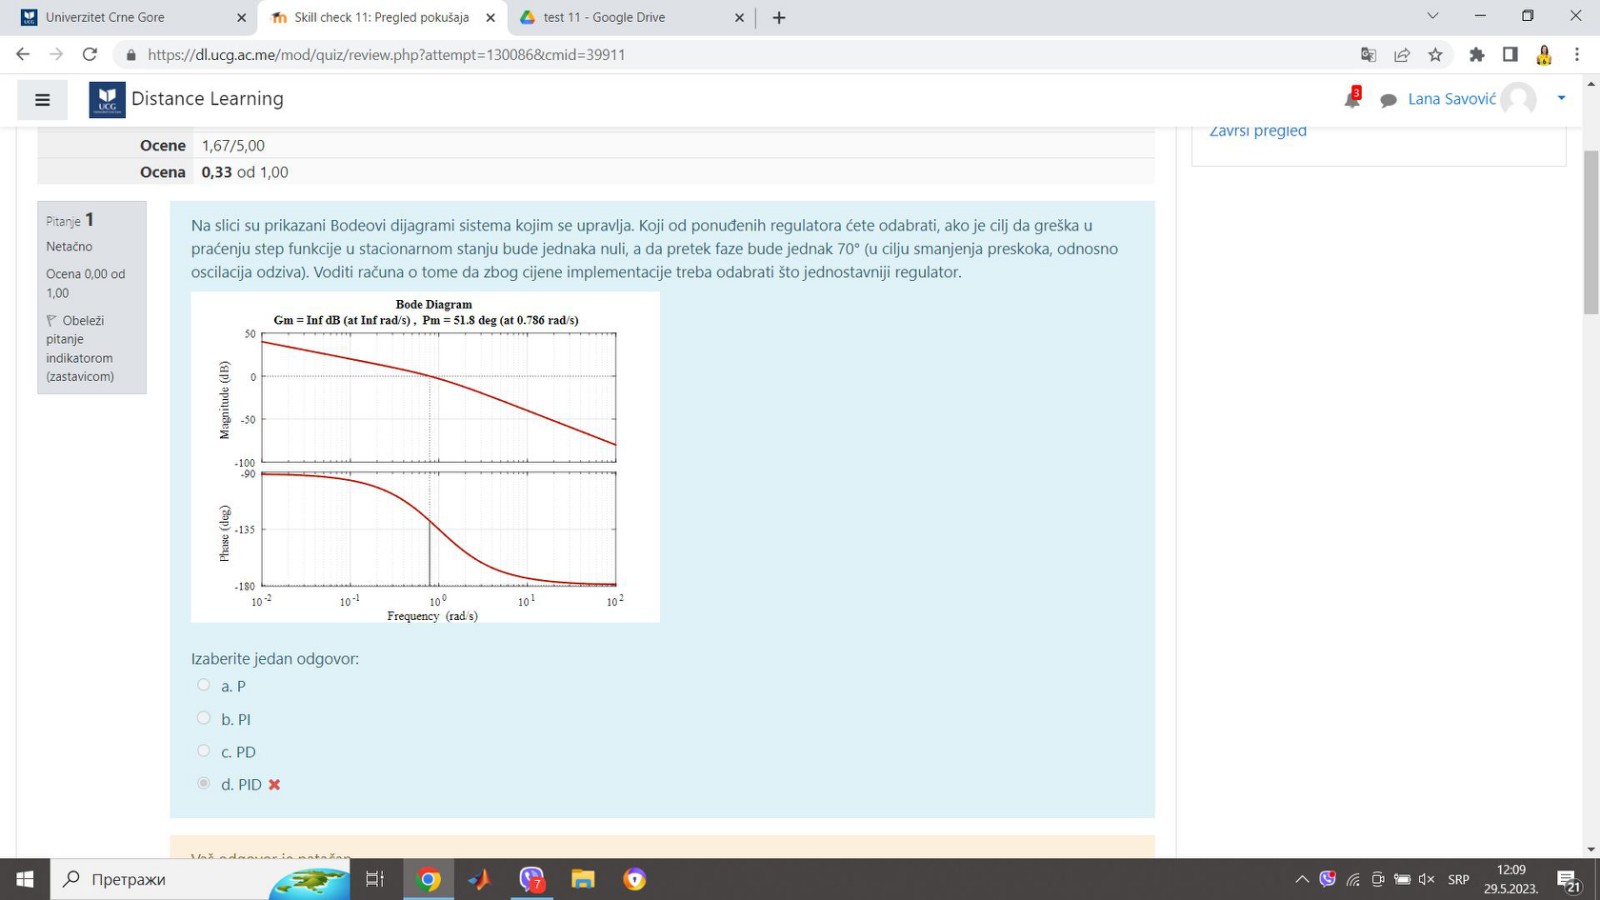 Univerzitet Crne Gore
Skill check 11: Pregled pokušaja
test 11 - Google Drive
https://dl.ucg.ac.me/mod/quiz/review.php?attempt=130086&cmid=39911
UCG
Distance Learning
3
Lana Savović
Završi pregled
Ocene 1,67/5,00
Ocena 0,33 od 1,00
Pitanje 1
Netačno
Ocena 0,00 od
1,00
Obeleži
pitanje
indikatorom
(zastavicom)
Na slici su prikazani Bodeovi dijagrami sistema kojim se upravlja. Koji od ponuđenih regulatora ćete odabrati, ako je cilj da greška u
praćenju step funkcije u stacionarnom stanju bude jednaka nuli, a da pretek faze bude jednak 70° (u cilju smanjenja preskoka, odnosno
oscilacija odziva). Voditi računa o tome da zbog cijene implementacije treba odabrati što jednostavniji regulator.
Bode Diagram
Gm = Inf dB (at Inf rad/s) , Pm = 51.8 deg (at 0.786 rad/s)
Magnitude (dB)
50
0
-50
-100
Phase (deg)
-90
-135
-180
10-2 10-1 100 101 102
Frequency (rad/s)
Izaberite jedan odgovor:
a. P
b. PI
c. PD
d. PID
Vaš odgovor je netačan.
Претражи
7
SRP
12:09
29.5.2023.
21